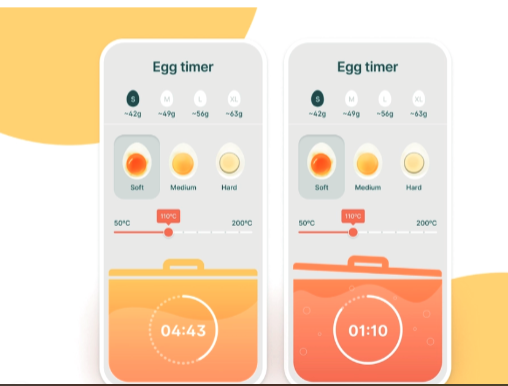 Egg timer
S M L XL
~42g ~49g ~56g ~63g
Soft Medium Hard
110°C
50°C 200°C
04:43
Egg timer
S M L XL
~42g ~49g ~56g ~63g
Soft Medium Hard
110°C
50°C 200°C
01:10